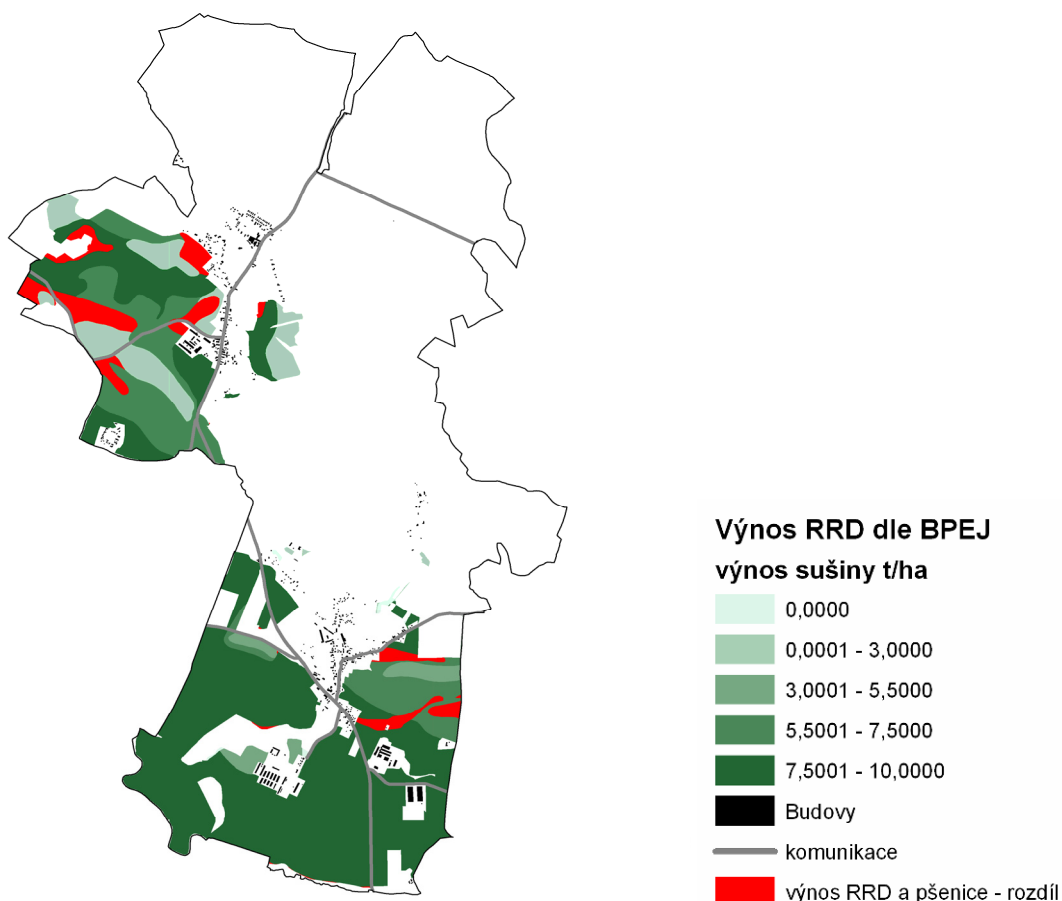 Výnos RRD dle BPEJ
výnos sušiny t/ha
0,0000
0,0001 - 3,0000
3,0001 - 5,5000
5,5001 - 7,5000
7,5001 - 10,0000
Budovy
komunikace
výnos RRD a pšenice - rozdíl